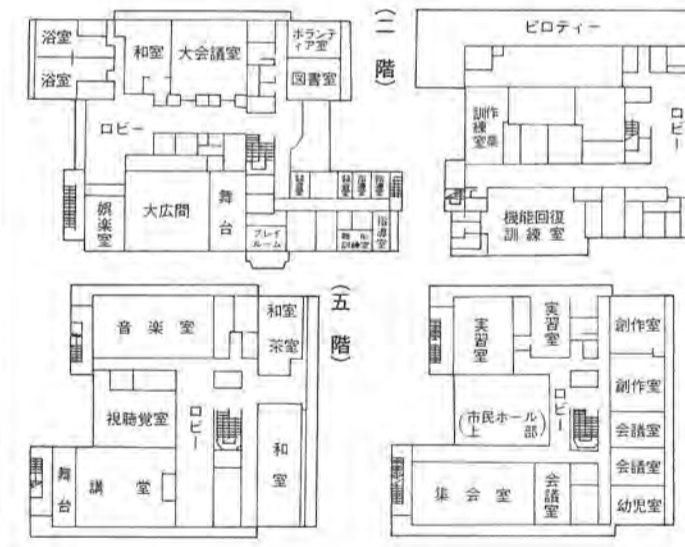 浴室
浴室
和室
大会議室
ボランテ
ィア室
図書室
ロビー
娯楽室
大広間
舞台
プレイ
ルーム
指導室
(二階)
ピロティー
訓練室
作業
ロビ
機能回復
訓練室
音楽室
和室
茶室
視聴覚室
ロビー
舞台
講堂
和室
(五階)
実習室
実習室
創作室
創作室
(市民ホール
上部)
ロビー
会議室
会議室
集会室
会議室
幼児室